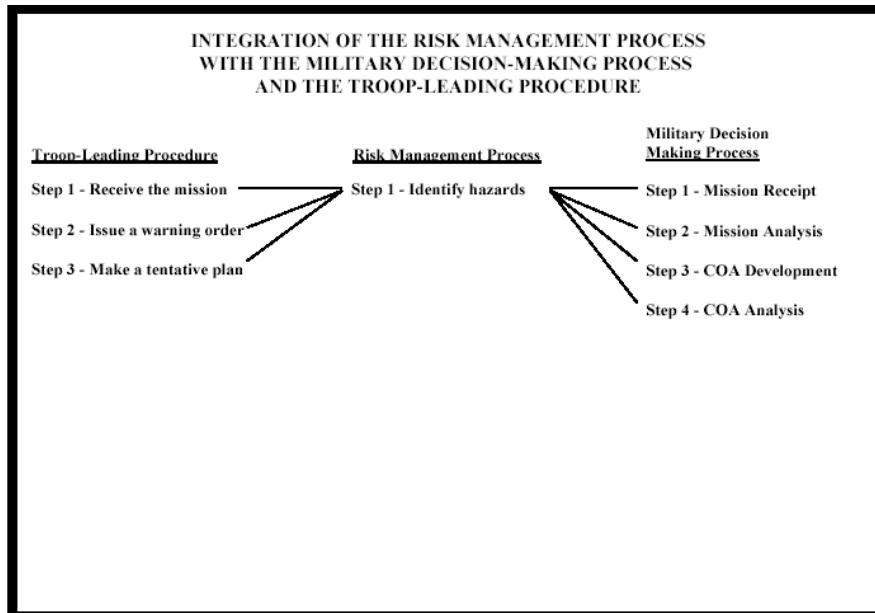 INTEGRATION OF THE RISK MANAGEMENT PROCESS
WITH THE MILITARY DECISION-MAKING PROCESS
AND THE TROOP-LEADING PROCEDURE
Troop-Leading Procedure
Step 1 - Receive the mission
Step 2 - Issue a warning order
Step 3 - Make a tentative plan
Risk Management Process
Step 1 - Identify hazards
Military Decision
Making Process
Step 1 - Mission Receipt
Step 2 - Mission Analysis
Step 3 - COA Development
Step 4 - COA Analysis